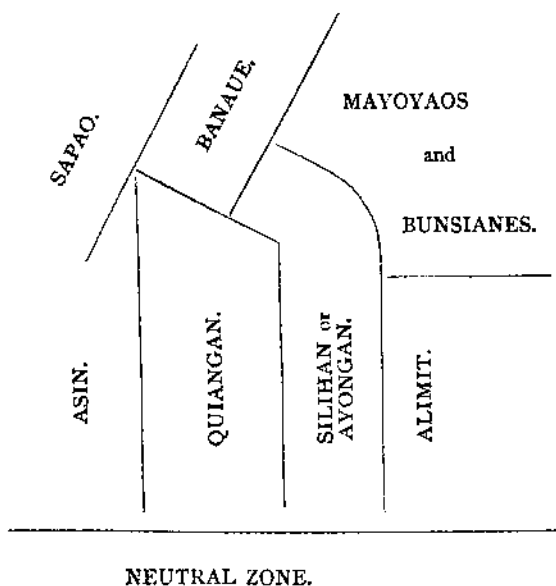 SAPAO.
BANAUE.
MAYOYAOS
and
BUNSIANES.
ASIN.
QUIANGAN.
SILIHAN or
AYONGAN.
ALIMIT.
NEUTRAL ZONE.